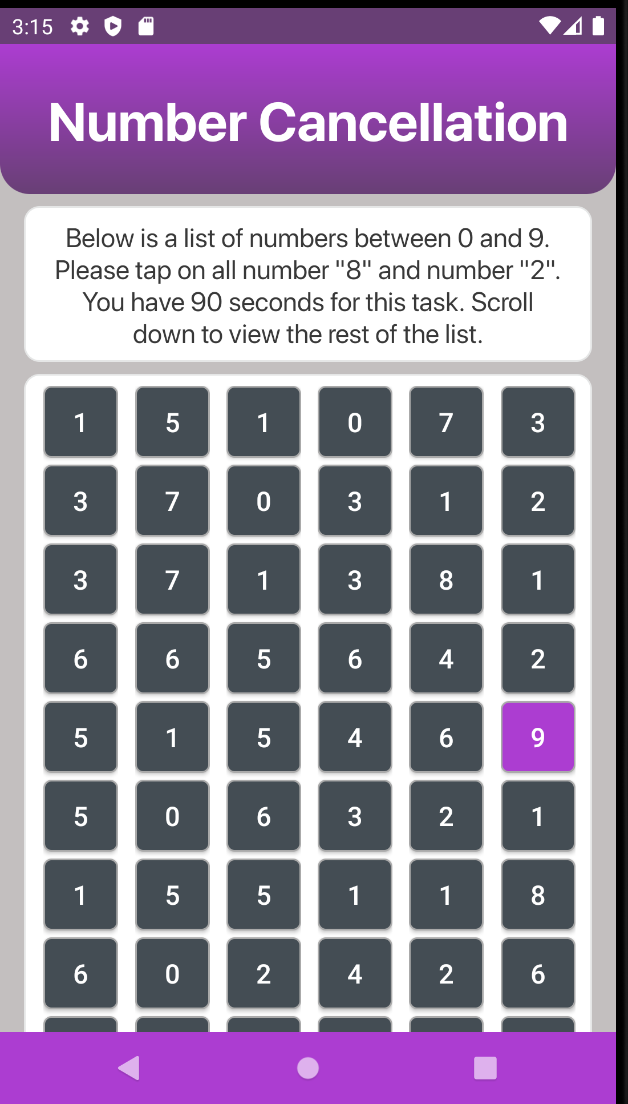 3:15
Number Cancellation
Below is a list of numbers between 0 and 9.
Please tap on all number "8" and number "2".
You have 90 seconds for this task. Scroll
down to view the rest of the list.
1 5 1 0 7 3
3 7 0 3 1 2
3 7 1 3 8 1
6 6 5 6 4 2
5 1 5 4 6 9
5 0 6 3 2 1
1 5 5 1 1 8
6 0 2 4 2 6